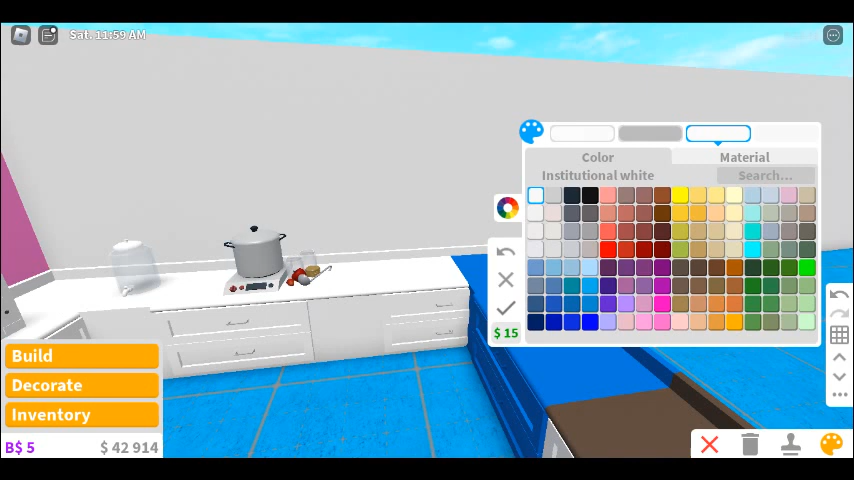 Sat. 11:59 AM
Color
Material
Institutional white
Search...
$ 15
Build
Decorate
Inventory
B$ 5
$ 42 914